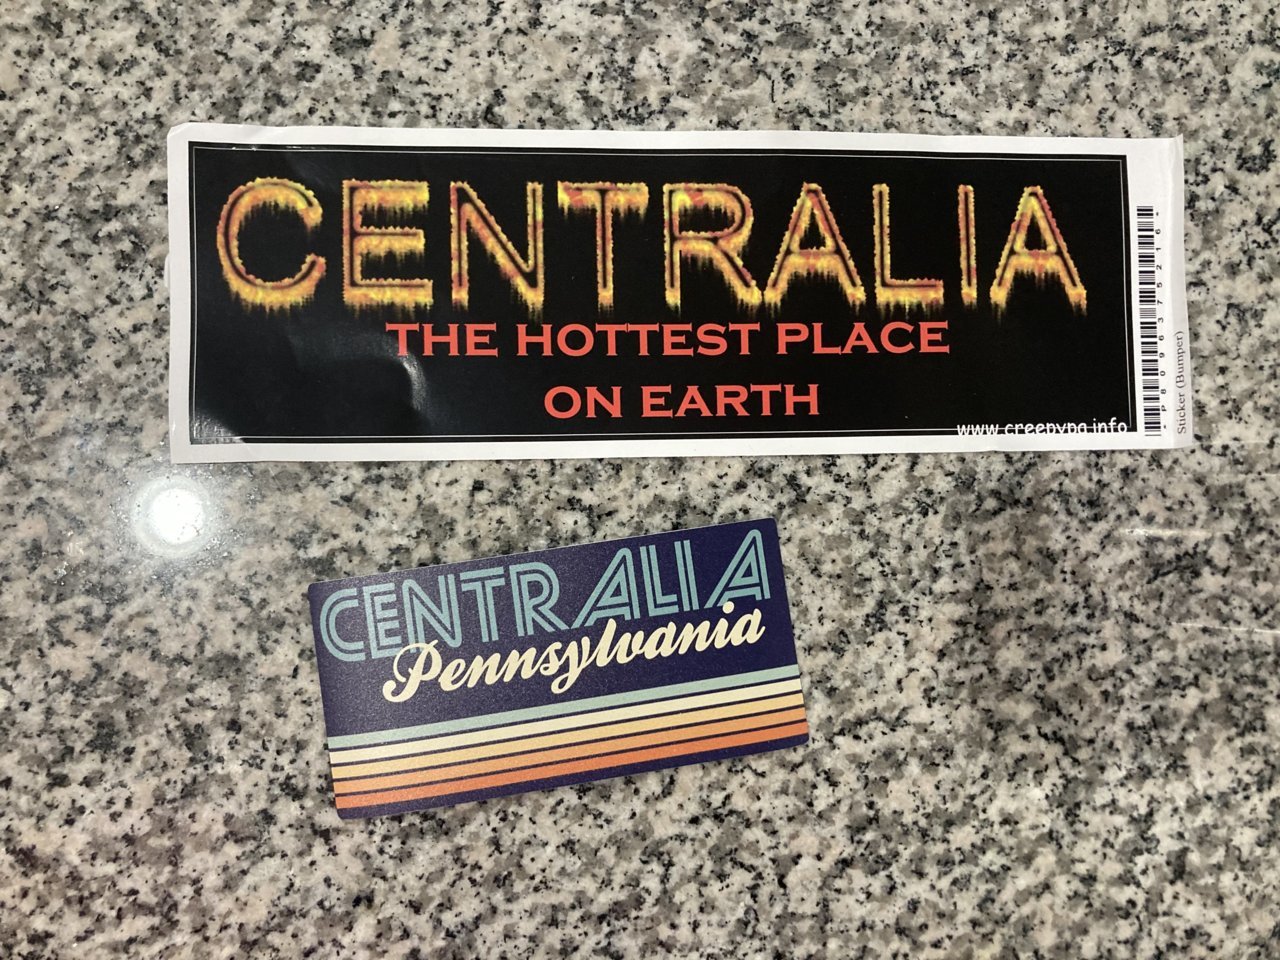 CENTRALIA
THE HOTTEST PLACE
ON EARTH
www.creepypa.info
Sticker (Bumper)
CENTRALIA
Pennsylvania